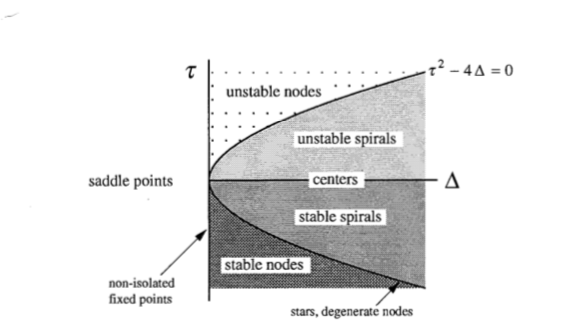 τ
τ² − 4Δ = 0
unstable nodes
unstable spirals
saddle points
centers
Δ
stable spirals
stable nodes
non-isolated
fixed points
stars, degenerate nodes